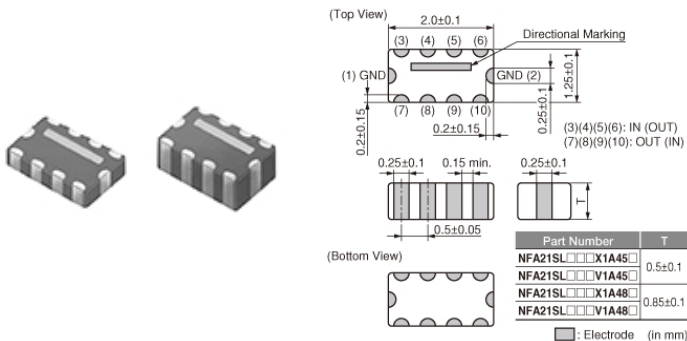 (Top View)
2.0±0.1
(3) (4) (5) (6)
Directional Marking
(1) GND
GND (2)
0.25±0.1
1.25±0.1
0.2±0.15
(7) (8) (9) (10)
0.2±0.15
(3)(4)(5)(6): IN (OUT)
(7)(8)(9)(10): OUT (IN)
0.25±0.1
0.15 min.
0.25±0.1
T
0.5±0.05
(Bottom View)
Part Number T
NFA21SL□□□X1A45□
NFA21SL□□□V1A45□
0.5±0.1
NFA21SL□□□X1A48□
NFA21SL□□□V1A48□
0.85±0.1
: Electrode (in mm)